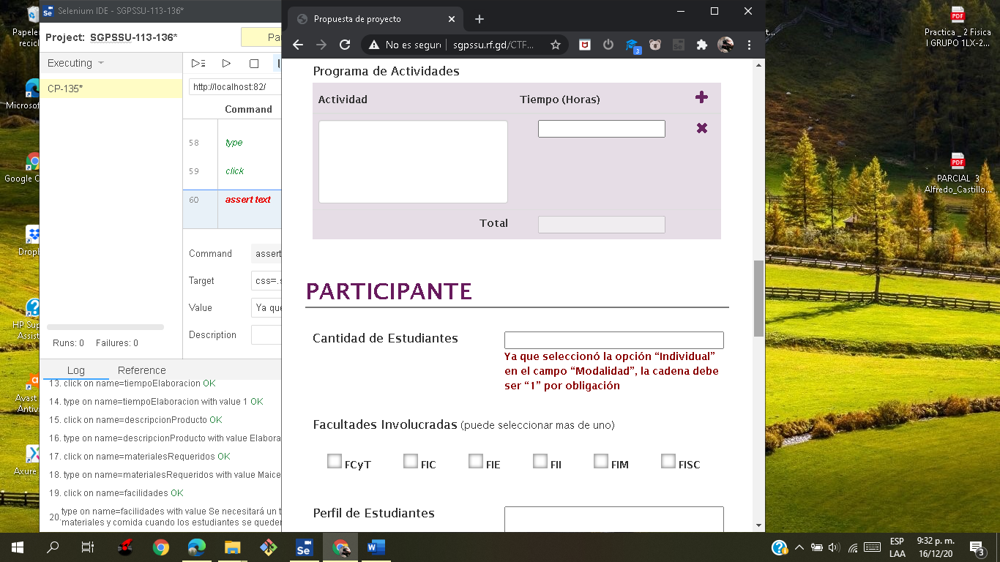 Selenium IDE - SGPSSU-113-136*
Project: SGPSSU-113-136*
Executing
CP-135*
http://localhost:82/
Command
58 type
59 click
60 assert text
Command assert
Target css=.s
Value Ya que
Description
Runs: 0 Failures: 0
Log Reference
13. click on name=tiempoElaboracion OK
14. type on name=tiempoElaboracion with value 1 OK
15. click on name=descripcionProducto OK
16. type on name=descripcionProducto with value Elabora
17. click on name=materialesRequeridos OK
18. type on name=materialesRequeridos with value Maice
19. click on name=facilidades OK
20. type on name=facilidades with value Se necesitará un t
materiales y comida cuando los estudiantes se queden
Propuesta de proyecto
No es seguro
sgpssu.rf.gd/CTF...
3
Programa de Actividades
Actividad Tiempo (Horas)
Total
PARTICIPANTE
Cantidad de Estudiantes
Ya que seleccionó la opción “Individual”
en el campo “Modalidad”, la cadena debe
ser “1” por obligación
Facultades Involucradas (puede seleccionar mas de uno)
FCyT FIC FIE FII FIM FISC
Perfil de Estudiantes
Papeler
recicl
Microsof
Google C
Dropb
HP Sup
Assist
Avast
Antiv
Axure
t...
PDF
Practica _ 2 Fisica
I GRUPO 1LX-2...
PDF
PARCIAL 3
Alfredo_Castillo...
Se
W
ESP
LAA
9:32 p. m.
16/12/20
3